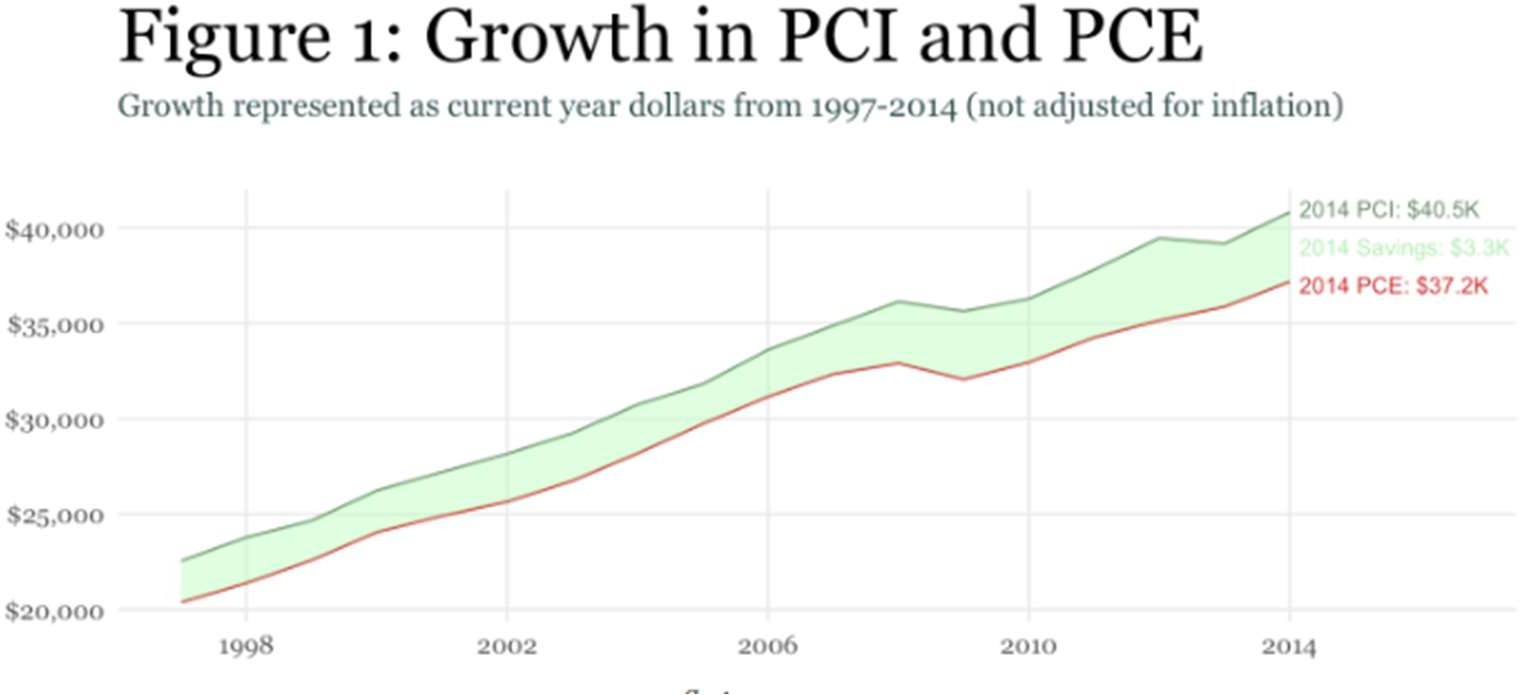 Figure 1: Growth in PCI and PCE
Growth represented as current year dollars from 1997-2014 (not adjusted for inflation)
$40,000
2014 PCI: $40.5K
2014 Savings: $3.3K
2014 PCE: $37.2K
$35,000
$30,000
$25,000
$20,000
1998 2002 2006 2010 2014